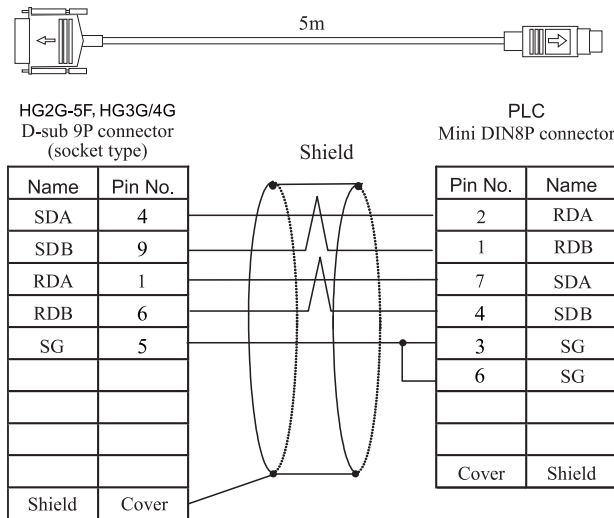 5m
HG2G-5F, HG3G/4G
D-sub 9P connector
(socket type)
PLC
Mini DIN8P connector
Shield
Name Pin No.
SDA 4
SDB 9
RDA 1
RDB 6
SG 5
Shield Cover
Pin No. Name
2 RDA
1 RDB
7 SDA
4 SDB
3 SG
6 SG
Cover Shield